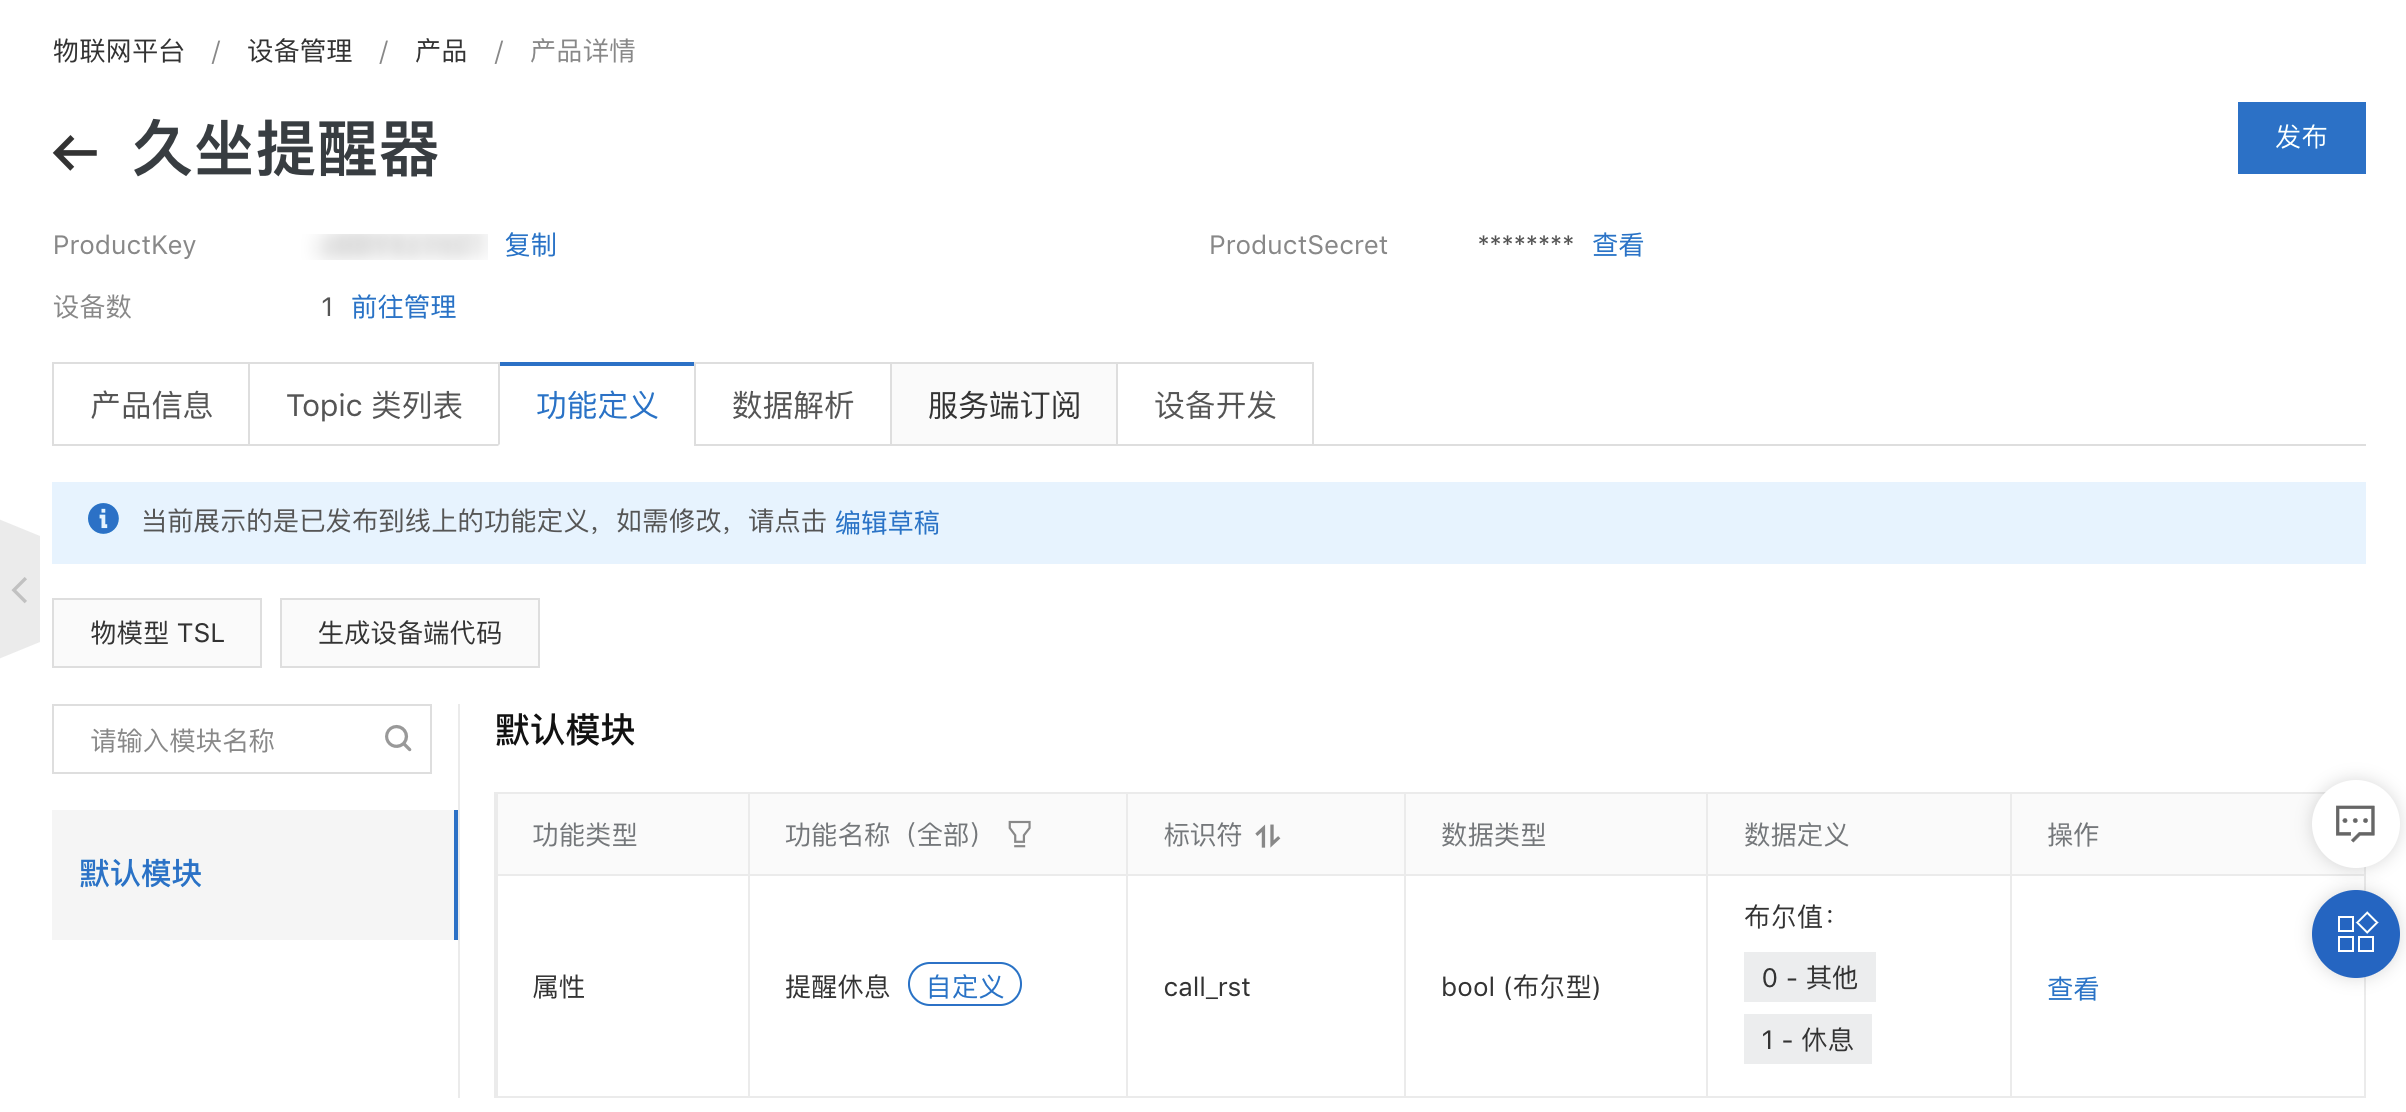 物联网平台 / 设备管理 / 产品 / 产品详情
久坐提醒器
发布
ProductKey 复制 ProductSecret ******** 查看
设备数 1 前往管理
产品信息 Topic 类列表 功能定义 数据解析 服务端订阅 设备开发
当前展示的是已发布到线上的功能定义，如需修改，请点击 编辑草稿
物模型 TSL 生成设备端代码
请输入模块名称
默认模块
默认模块
功能类型 功能名称（全部） 标识符 数据类型 数据定义 操作
属性 提醒休息 自定义 call_rst bool (布尔型) 布尔值： 查看
0 - 其他
1 - 休息